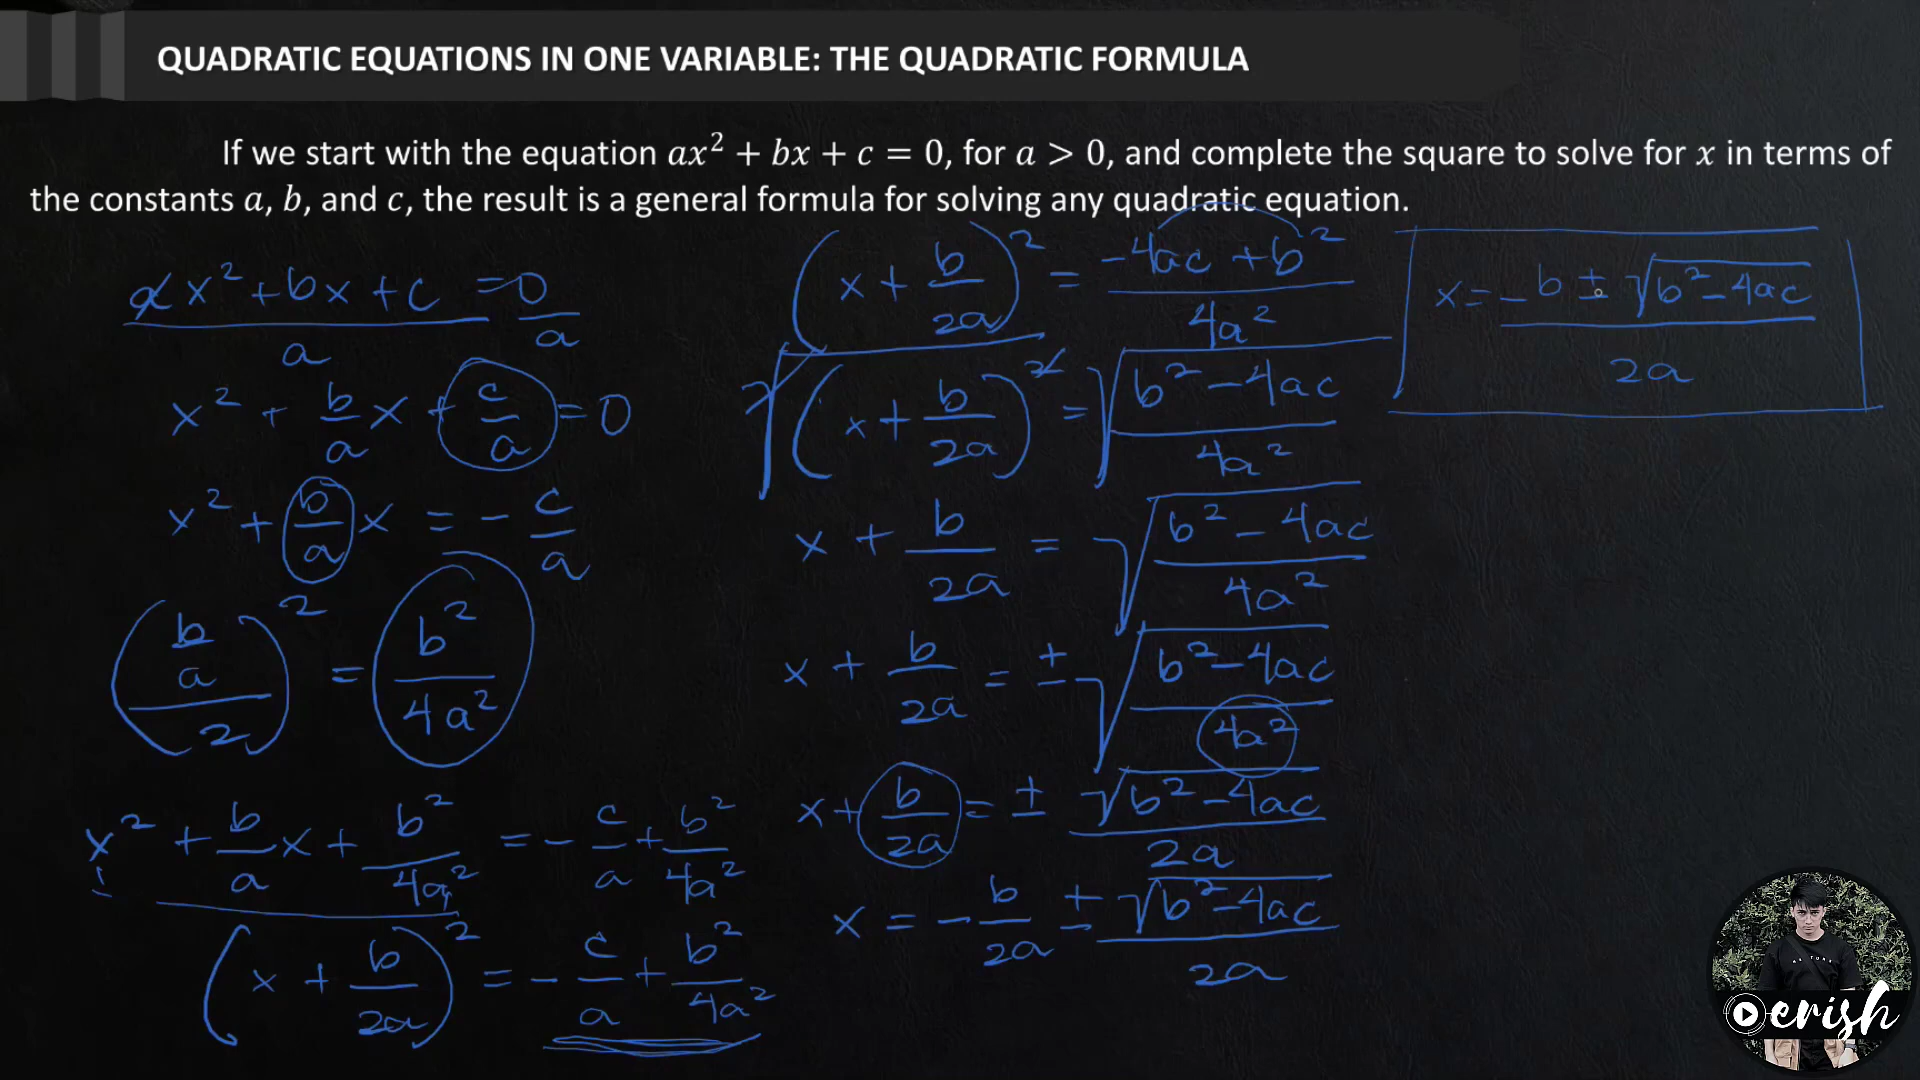 QUADRATIC EQUATIONS IN ONE VARIABLE: THE QUADRATIC FORMULA
If we start with the equation ax² + bx + c = 0, for a > 0, and complete the square to solve for x in terms of
the constants a, b, and c, the result is a general formula for solving any quadratic equation.
(ax² + bx + c)/a = 0/a
x² + (b/a)x + c/a = 0
x² + (b/a)x = - c/a
((b/a)/2)² = b²/4a²
x² + (b/a)x + b²/4a² = - c/a + b²/4a²
(x + b/2a)² = - c/a + b²/4a²
(x + b/2a)² = (-4ac + b²)/4a²
√(x + b/2a)² = √((b² - 4ac)/4a²)
x + b/2a = √((b² - 4ac)/4a²)
x + b/2a = ± √((b² - 4ac)/4a²)
x + b/2a = ± √(b² - 4ac)/2a
x = - b/2a ± √(b² - 4ac)/2a
x = (-b ± √(b² - 4ac))/2a
erish